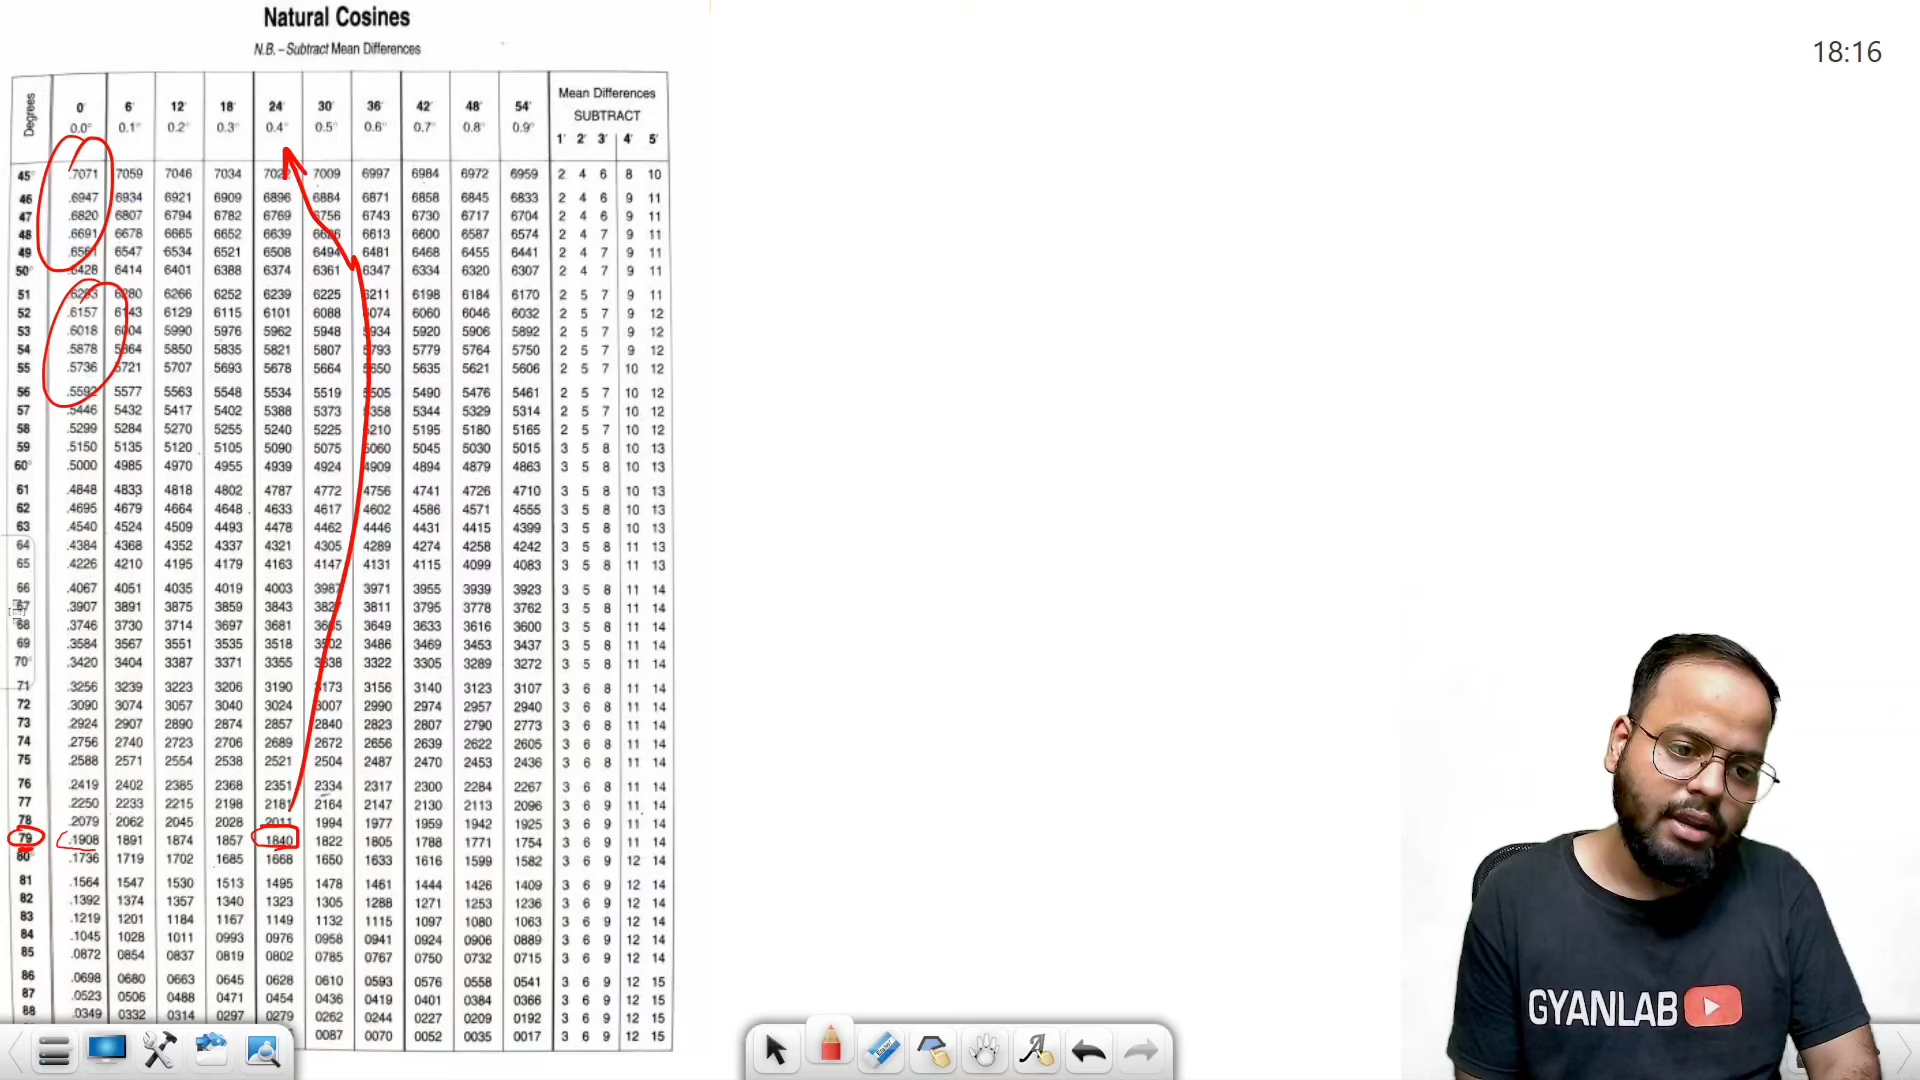 Natural Cosines
18:16
N.B. – Subtract Mean Differences
Degrees 0' 6' 12' 18' 24' 30' 36' 42' 48' 54' Mean Differences
0.0° 0.1° 0.2° 0.3° 0.4° 0.5° 0.6° 0.7° 0.8° 0.9° SUBTRACT
1' 2' 3' 4' 5'
45° .7071 7059 7046 7034 7022 7009 6997 6984 6972 6959 2 4 6 8 10
46 .6947 6934 6921 6909 6896 6884 6871 6858 6845 6833 2 4 6 9 11
47 .6820 6807 6794 6782 6769 6756 6743 6730 6717 6704 2 4 6 9 11
48 .6691 6678 6665 6652 6639 6626 6613 6600 6587 6574 2 4 7 9 11
49 .6561 6547 6534 6521 6508 6494 6481 6468 6455 6441 2 4 7 9 11
50° .6428 6414 6401 6388 6374 6361 6347 6334 6320 6307 2 4 7 9 11
51 .6293 6280 6266 6252 6239 6225 6211 6198 6184 6170 2 5 7 9 11
52 .6157 6143 6129 6115 6101 6088 6074 6060 6046 6032 2 5 7 9 12
53 .6018 6004 5990 5976 5962 5948 5934 5920 5906 5892 2 5 7 9 12
54 .5878 5864 5850 5835 5821 5807 5793 5779 5764 5750 2 5 7 9 12
55 .5736 5721 5707 5693 5678 5664 5650 5635 5621 5606 2 5 7 10 12
56 .5592 5577 5563 5548 5534 5519 5505 5490 5476 5461 2 5 7 10 12
57 .5446 5432 5417 5402 5388 5373 5358 5344 5329 5314 2 5 7 10 12
58 .5299 5284 5270 5255 5240 5225 5210 5195 5180 5165 2 5 7 10 12
59 .5150 5135 5120 5105 5090 5075 5060 5045 5030 5015 3 5 8 10 13
60° .5000 4985 4970 4955 4939 4924 4909 4894 4879 4863 3 5 8 10 13
61 .4848 4833 4818 4802 4787 4772 4756 4741 4726 4710 3 5 8 10 13
62 .4695 4679 4664 4648 4633 4617 4602 4586 4571 4555 3 5 8 10 13
63 .4540 4524 4509 4493 4478 4462 4446 4431 4415 4399 3 5 8 10 13
64 .4384 4368 4352 4337 4321 4305 4289 4274 4258 4242 3 5 8 11 13
65 .4226 4210 4195 4179 4163 4147 4131 4115 4099 4083 3 5 8 11 13
66 .4067 4051 4035 4019 4003 3987 3971 3955 3939 3923 3 5 8 11 14
67 .3907 3891 3875 3859 3843 3827 3811 3795 3778 3762 3 5 8 11 14
68 .3746 3730 3714 3697 3681 3665 3649 3633 3616 3600 3 5 8 11 14
69 .3584 3567 3551 3535 3518 3502 3486 3469 3453 3437 3 5 8 11 14
70° .3420 3404 3387 3371 3355 3338 3322 3305 3289 3272 3 5 8 11 14
71 .3256 3239 3223 3206 3190 3173 3156 3140 3123 3107 3 6 8 11 14
72 .3090 3074 3057 3040 3024 3007 2990 2974 2957 2940 3 6 8 11 14
73 .2924 2907 2890 2874 2857 2840 2823 2807 2790 2773 3 6 8 11 14
74 .2756 2740 2723 2706 2689 2672 2656 2639 2622 2605 3 6 8 11 14
75 .2588 2571 2554 2538 2521 2504 2487 2470 2453 2436 3 6 8 11 14
76 .2419 2402 2385 2368 2351 2334 2317 2300 2284 2267 3 6 8 11 14
77 .2250 2233 2215 2198 2181 2164 2147 2130 2113 2096 3 6 9 11 14
78 .2079 2062 2045 2028 2011 1994 1977 1959 1942 1925 3 6 9 11 14
79 .1908 1891 1874 1857 1840 1822 1805 1788 1771 1754 3 6 9 11 14
80° .1736 1719 1702 1685 1668 1650 1633 1616 1599 1582 3 6 9 12 14
81 .1564 1547 1530 1513 1495 1478 1461 1444 1426 1409 3 6 9 12 14
82 .1392 1374 1357 1340 1323 1305 1288 1271 1253 1236 3 6 9 12 14
83 .1219 1201 1184 1167 1149 1132 1115 1097 1080 1063 3 6 9 12 14
84 .1045 1028 1011 0993 0976 0958 0941 0924 0906 0889 3 6 9 12 14
85 .0872 0854 0837 0819 0802 0785 0767 0750 0732 0715 3 6 9 12 14
86 .0698 0680 0663 0645 0628 0610 0593 0576 0558 0541 3 6 9 12 15
87 .0523 0506 0488 0471 0454 0436 0419 0401 0384 0366 3 6 9 12 15
88 .0349 0332 0314 0297 0279 0262 0244 0227 0209 0192 3 6 9 12 15
0087 0070 0052 0035 0017 3 6 9 12 15
GYANLAB
Eraser
A